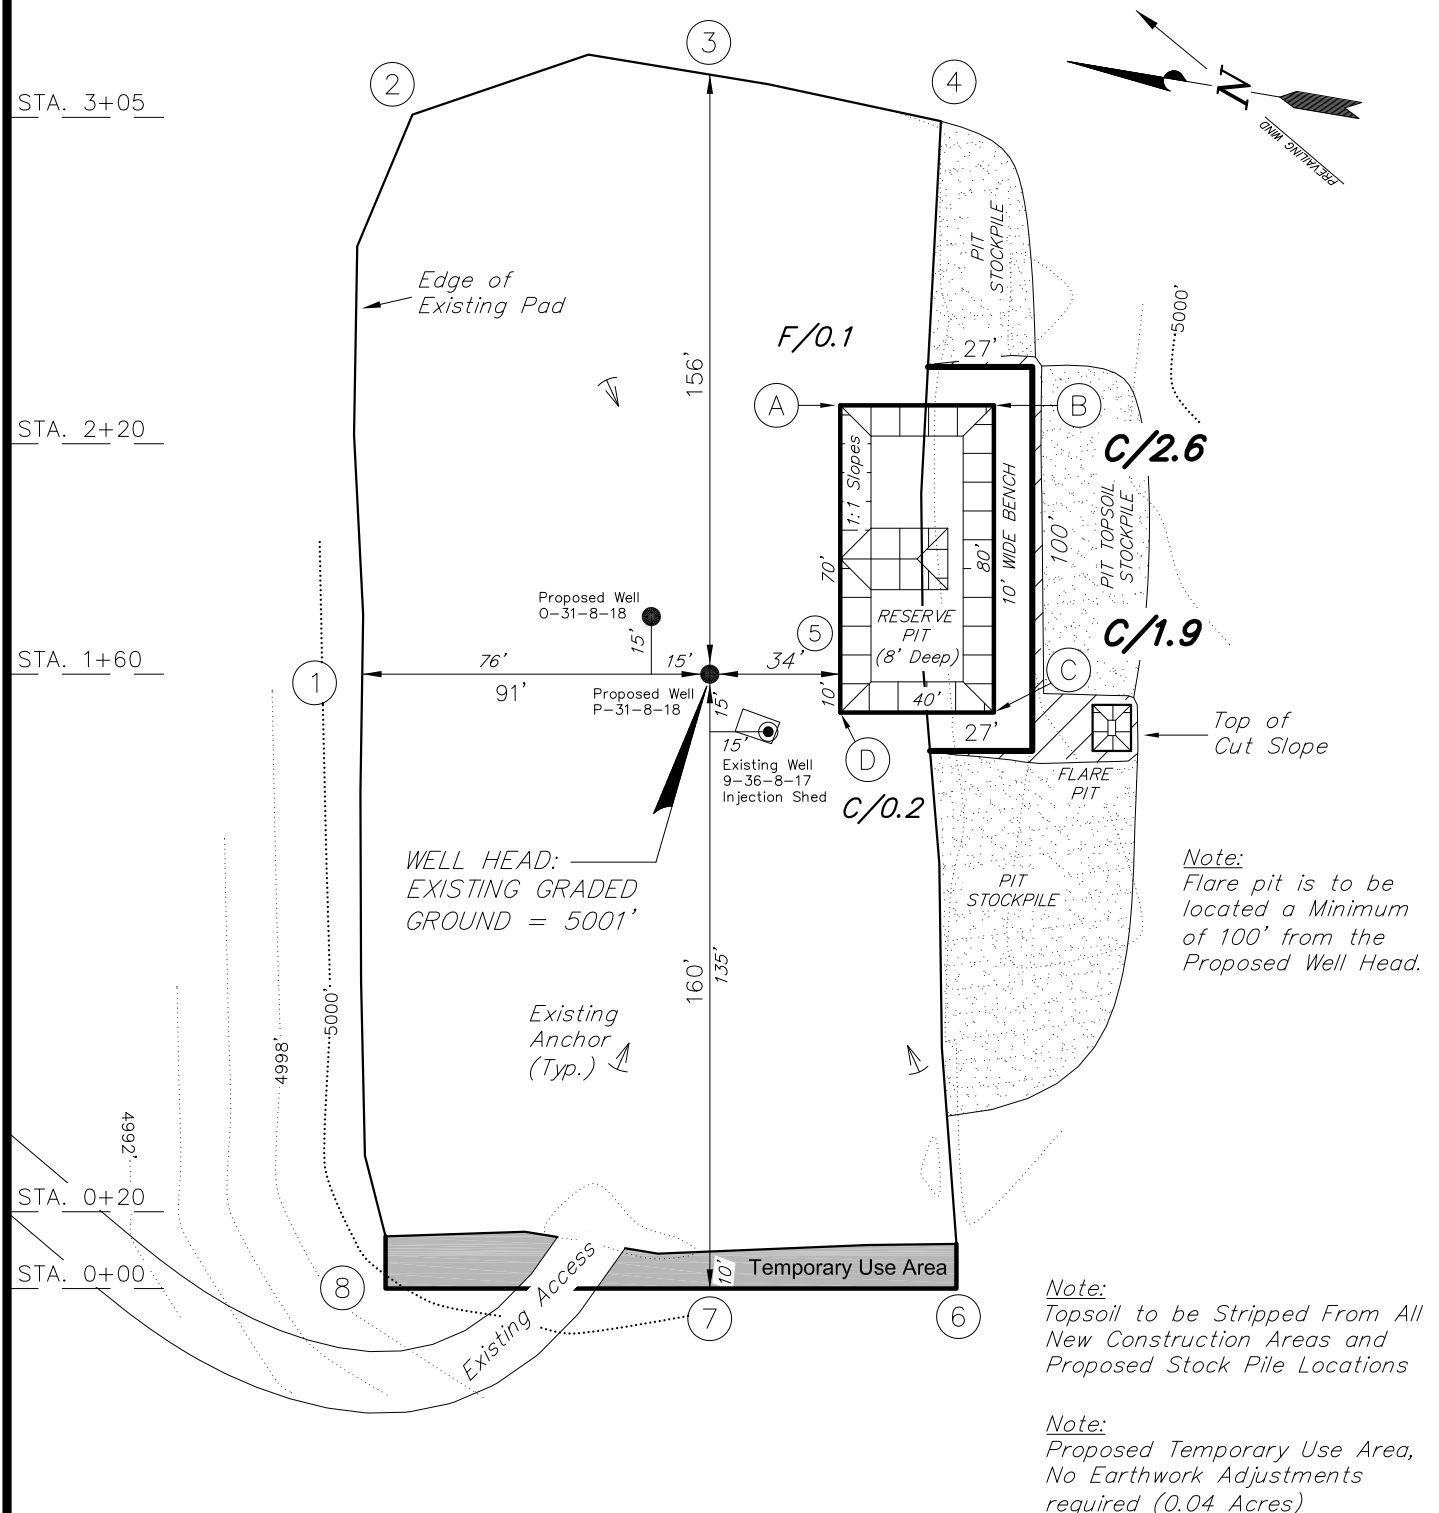 3
2
4
STA. 3+05
N
PREVAILING WIND
Edge of
Existing Pad
PIT
STOCKPILE
5000'
F/0.1
27'
156'
A
B
STA. 2+20
C/2.6
1:1 Slopes
10' WIDE BENCH
100'
PIT TOPSOIL
STOCKPILE
70'
80'
Proposed Well
O-31-8-18
15'
RESERVE
PIT
(8' Deep)
5
C/1.9
STA. 1+60
1
76'
15'
91'
34'
C
Proposed Well
P-31-8-18
15'
10'
40'
15'
27'
Top of
Cut Slope
Existing Well
9-36-8-17
Injection Shed
D
FLARE
PIT
C/0.2
WELL HEAD:
EXISTING GRADED
GROUND = 5001'
PIT
STOCKPILE
Note:
Flare pit is to be
located a Minimum
of 100' from the
Proposed Well Head.
160'
135'
5000'
4998'
4992'
Existing
Anchor
(Typ.)
STA. 0+20
STA. 0+00
8
Existing Access
10'
Temporary Use Area
7
6
Note:
Topsoil to be Stripped From All
New Construction Areas and
Proposed Stock Pile Locations
Note:
Proposed Temporary Use Area,
No Earthwork Adjustments
required (0.04 Acres)